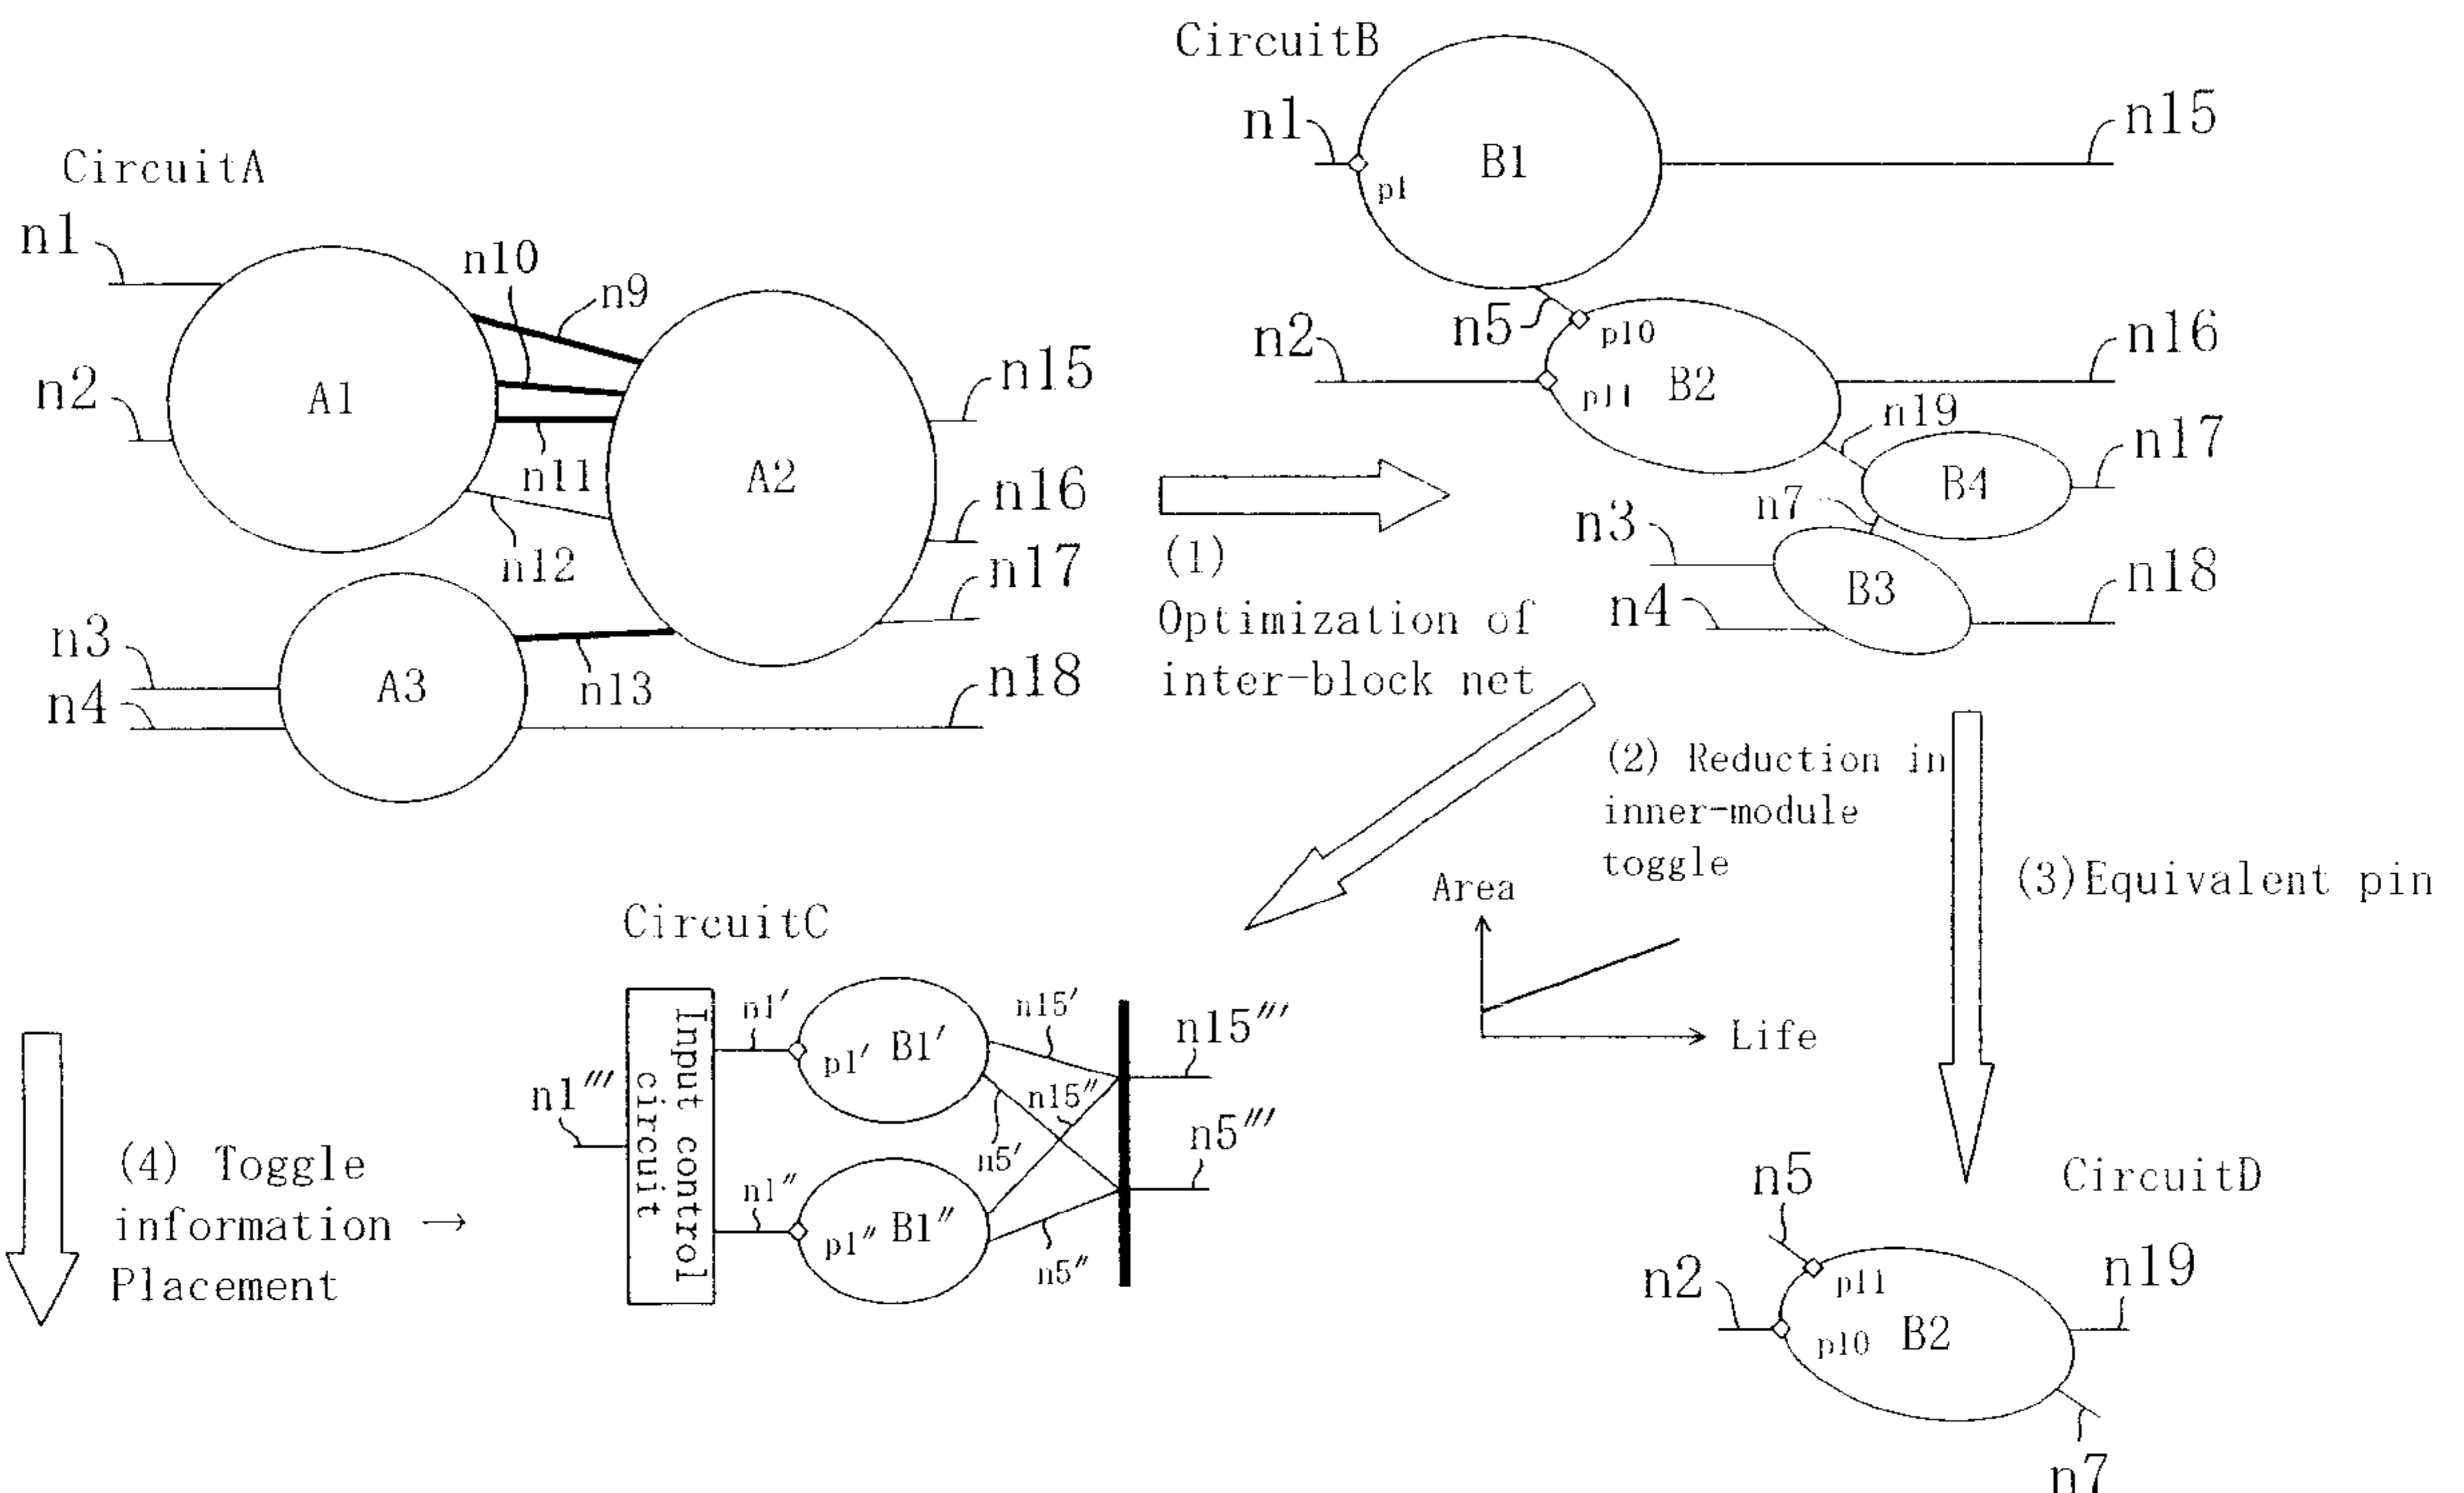 CircuitA
n1
n10
n9
n2
A1
n11
A2
n15
n12
n16
n17
n3
A3
n13
n4
n18
CircuitB
n1
p1
B1
n15
n5
p10
n2
p11
B2
n16
n19
n17
B4
n7
n3
B3
n4
n18
(1)
Optimization of
inter-block net
(2) Reduction in
inner-module
toggle
Area
Life
(3)Equivalent pin
(4) Toggle
information →
Placement
CircuitC
n1‴
Input control
circuit
n1′
p1′
B1′
n15′
n15″
n5′
n15‴
n5‴
n1″
p1″
B1″
n5″
CircuitD
n5
p11
n2
p10
B2
n19
n7